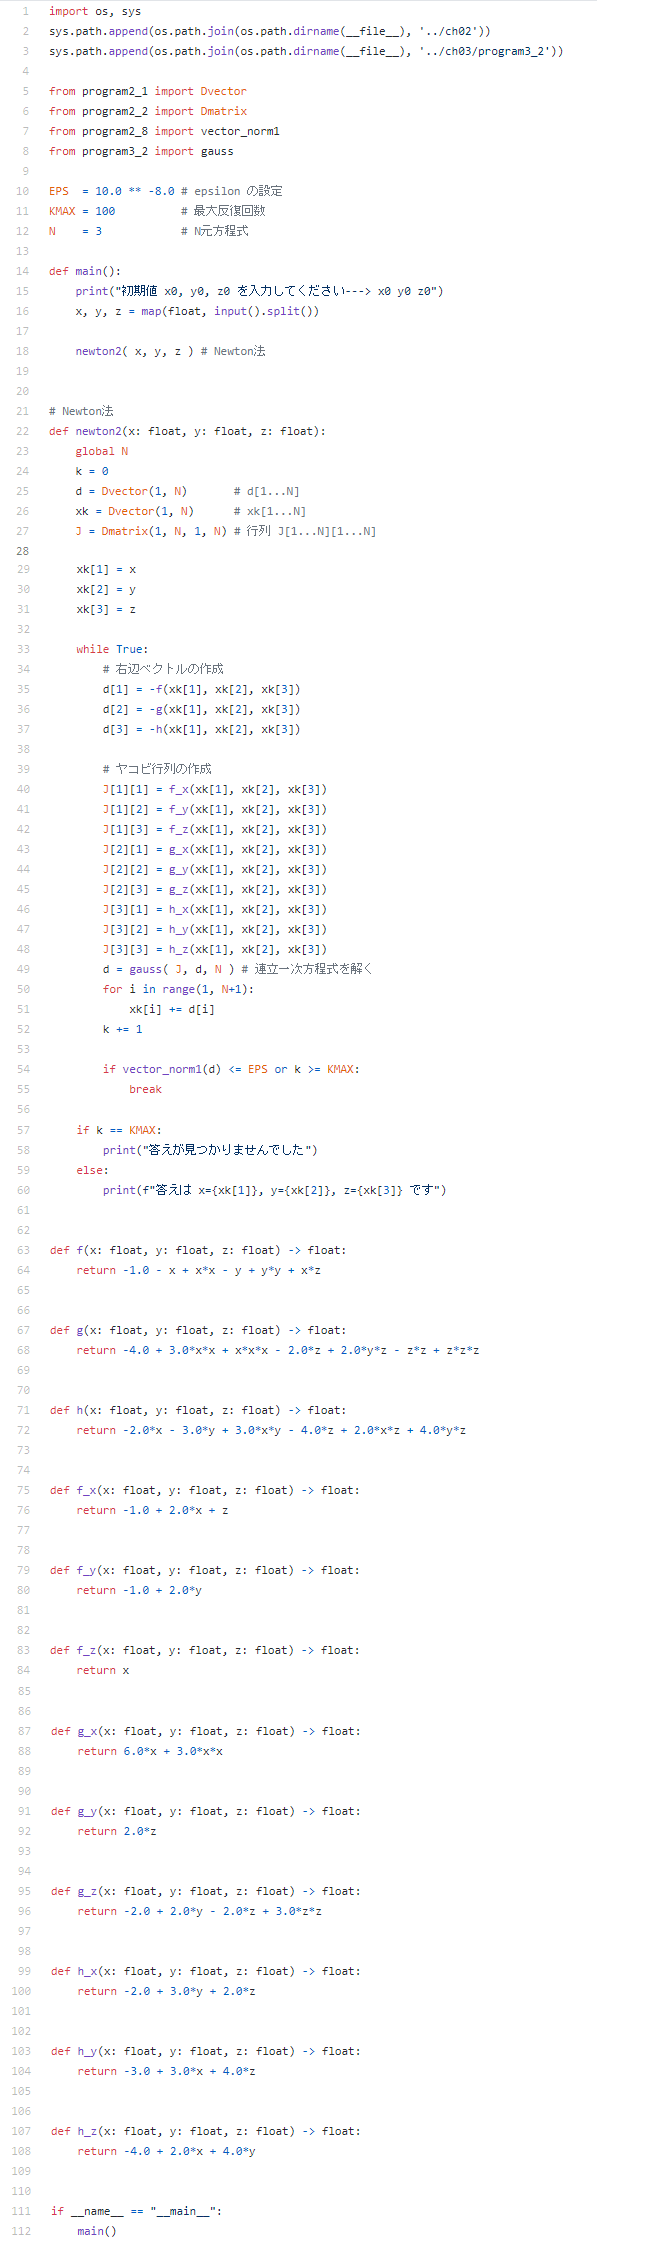 1 import os, sys
2 sys.path.append(os.path.join(os.path.dirname(__file__), '../ch02'))
3 sys.path.append(os.path.join(os.path.dirname(__file__), '../ch03/program3_2'))
4
5 from program2_1 import Dvector
6 from program2_2 import Dmatrix
7 from program2_8 import vector_norm1
8 from program3_2 import gauss
9
10 EPS  = 10.0 ** -8.0 # epsilon の設定
11 KMAX = 100          # 最大反復回数
12 N    = 3            # N元方程式
13
14 def main():
15     print("初期値 x0, y0, z0 を入力してください---> x0 y0 z0")
16     x, y, z = map(float, input().split())
17
18     newton2( x, y, z ) # Newton法
19
20
21 # Newton法
22 def newton2(x: float, y: float, z: float):
23     global N
24     k = 0
25     d = Dvector(1, N)       # d[1...N]
26     xk = Dvector(1, N)      # xk[1...N]
27     J = Dmatrix(1, N, 1, N) # 行列 J[1...N][1...N]
28
29     xk[1] = x
30     xk[2] = y
31     xk[3] = z
32
33     while True:
34         # 右辺ベクトルの作成
35         d[1] = -f(xk[1], xk[2], xk[3])
36         d[2] = -g(xk[1], xk[2], xk[3])
37         d[3] = -h(xk[1], xk[2], xk[3])
38
39         # ヤコビ行列の作成
40         J[1][1] = f_x(xk[1], xk[2], xk[3])
41         J[1][2] = f_y(xk[1], xk[2], xk[3])
42         J[1][3] = f_z(xk[1], xk[2], xk[3])
43         J[2][1] = g_x(xk[1], xk[2], xk[3])
44         J[2][2] = g_y(xk[1], xk[2], xk[3])
45         J[2][3] = g_z(xk[1], xk[2], xk[3])
46         J[3][1] = h_x(xk[1], xk[2], xk[3])
47         J[3][2] = h_y(xk[1], xk[2], xk[3])
48         J[3][3] = h_z(xk[1], xk[2], xk[3])
49         d = gauss( J, d, N ) # 連立一次方程式を解く
50         for i in range(1, N+1):
51             xk[i] += d[i]
52         k += 1
53
54         if vector_norm1(d) <= EPS or k >= KMAX:
55             break
56
57     if k == KMAX:
58         print("答えが見つかりませんでした")
59     else:
60         print(f"答えは x={xk[1]}, y={xk[2]}, z={xk[3]} です")
61
62
63 def f(x: float, y: float, z: float) -> float:
64     return -1.0 - x + x*x - y + y*y + x*z
65
66
67 def g(x: float, y: float, z: float) -> float:
68     return -4.0 + 3.0*x*x + x*x*x - 2.0*z + 2.0*y*z - z*z + z*z*z
69
70
71 def h(x: float, y: float, z: float) -> float:
72     return -2.0*x - 3.0*y + 3.0*x*y - 4.0*z + 2.0*x*z + 4.0*y*z
73
74
75 def f_x(x: float, y: float, z: float) -> float:
76     return -1.0 + 2.0*x + z
77
78
79 def f_y(x: float, y: float, z: float) -> float:
80     return -1.0 + 2.0*y
81
82
83 def f_z(x: float, y: float, z: float) -> float:
84     return x
85
86
87 def g_x(x: float, y: float, z: float) -> float:
88     return 6.0*x + 3.0*x*x
89
90
91 def g_y(x: float, y: float, z: float) -> float:
92     return 2.0*z
93
94
95 def g_z(x: float, y: float, z: float) -> float:
96     return -2.0 + 2.0*y - 2.0*z + 3.0*z*z
97
98
99 def h_x(x: float, y: float, z: float) -> float:
100     return -2.0 + 3.0*y + 2.0*z
101
102
103 def h_y(x: float, y: float, z: float) -> float:
104     return -3.0 + 3.0*x + 4.0*z
105
106
107 def h_z(x: float, y: float, z: float) -> float:
108     return -4.0 + 2.0*x + 4.0*y
109
110
111 if __name__ == "__main__":
112     main()